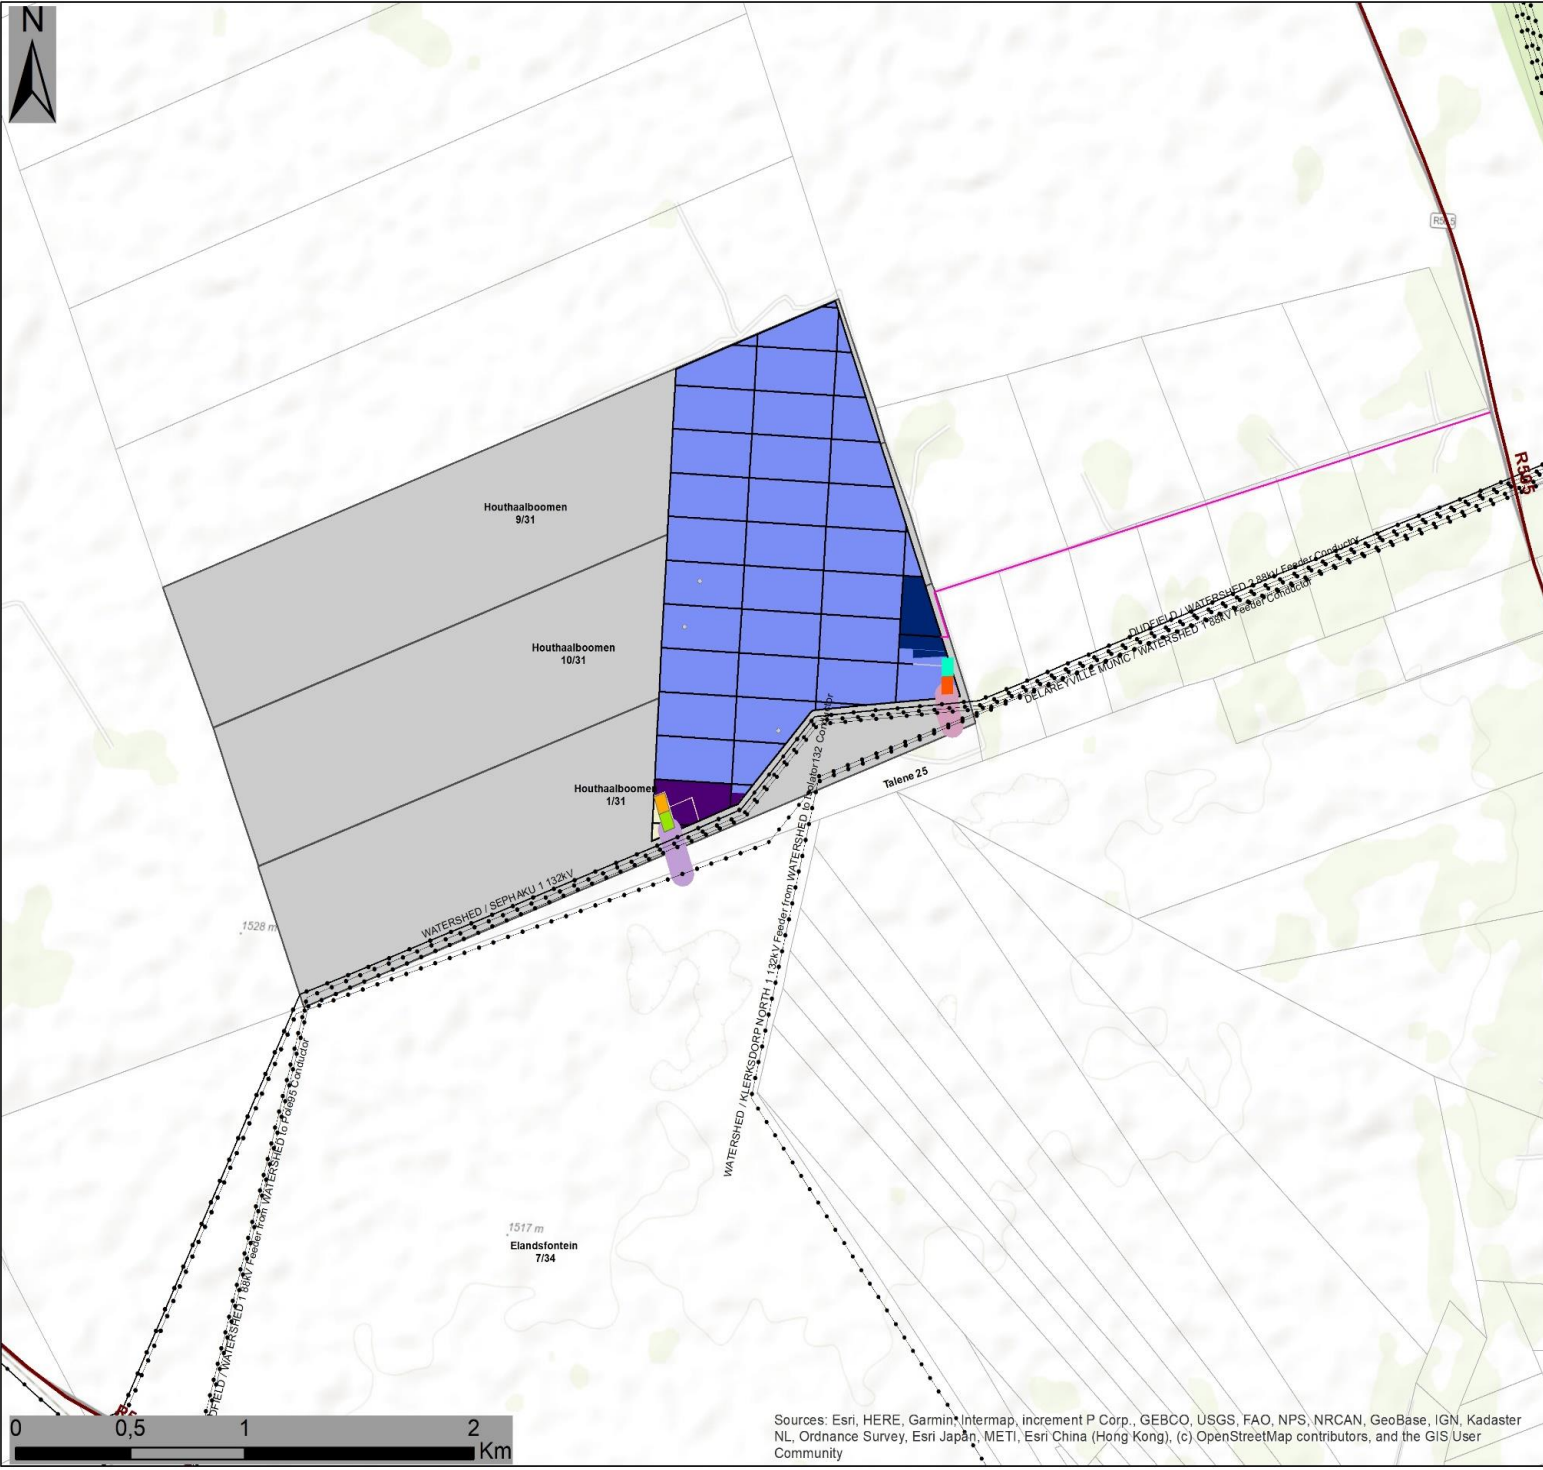 N
R505
Houthaalboomen
9/31
DUDFIELD / WATERSHED 2 88kV Feeder Conductor
DELAREYVILLE MUNIC / WATERSHED 1 88kV Feeder Conductor
Houthaalboomen
10/31
Talene 25
Houthaalboomen
1/31
WATERSHED / SEPHAKU 1 132kV
1528 m
WATERSHED / KLERKSDORP NORTH 1 132kV Feeder from WATERSHED to Isolator132 Conductor
WATERSHED 1 88kV Feeder from WATERSHED to Pole95 Conductor
1517 m
Elandsfontein
7/34
0 0,5 1 2 Km
Sources: Esri, HERE, Garmin, Intermap, increment P Corp., GEBCO, USGS, FAO, NPS, NRCAN, GeoBase, IGN, Kadaster
NL, Ordnance Survey, Esri Japan, METI, Esri China (Hong Kong), (c) OpenStreetMap contributors, and the GIS User
Community